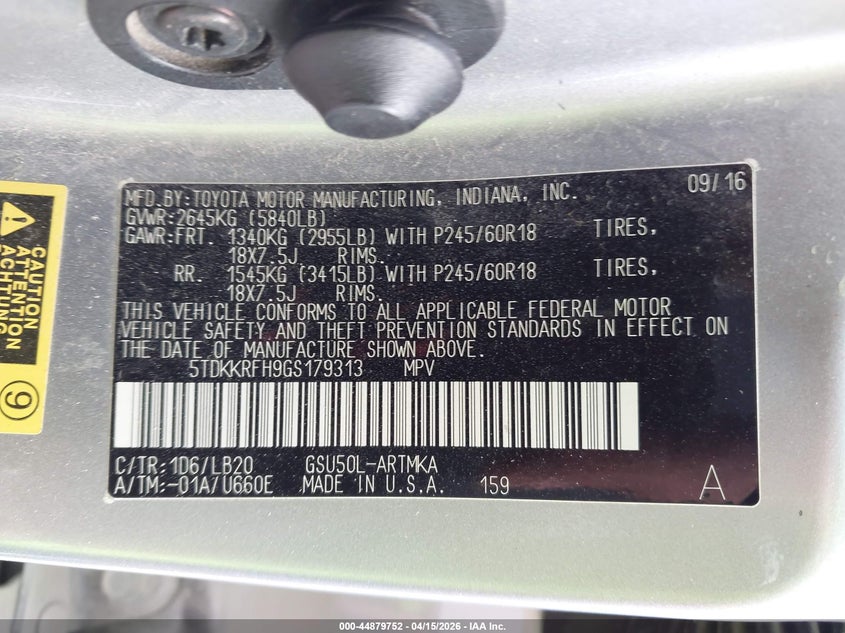 MFD.BY:TOYOTA MOTOR MANUFACTURING, INDIANA, INC. 09/16
GVWR:2645KG (5840LB)
GAWR:FRT. 1340KG (2955LB) WITH P245/60R18 TIRES,
18X7.5J RIMS.
RR. 1545KG (3415LB) WITH P245/60R18 TIRES,
18X7.5J RIMS.
THIS VEHICLE CONFORMS TO ALL APPLICABLE FEDERAL MOTOR
VEHICLE SAFETY AND THEFT PREVENTION STANDARDS IN EFFECT ON
THE DATE OF MANUFACTURE SHOWN ABOVE.
5TDKKRFH9GS179313 MPV
C/TR:1D6/LB20 GSU50L-ARTMKA
A/TM:-01A/U660E MADE IN U.S.A. 159 A
CAUTION
ATTENTION
ACHTUNG
9
000-44879752 - 04/15/2026 - IAA Inc.